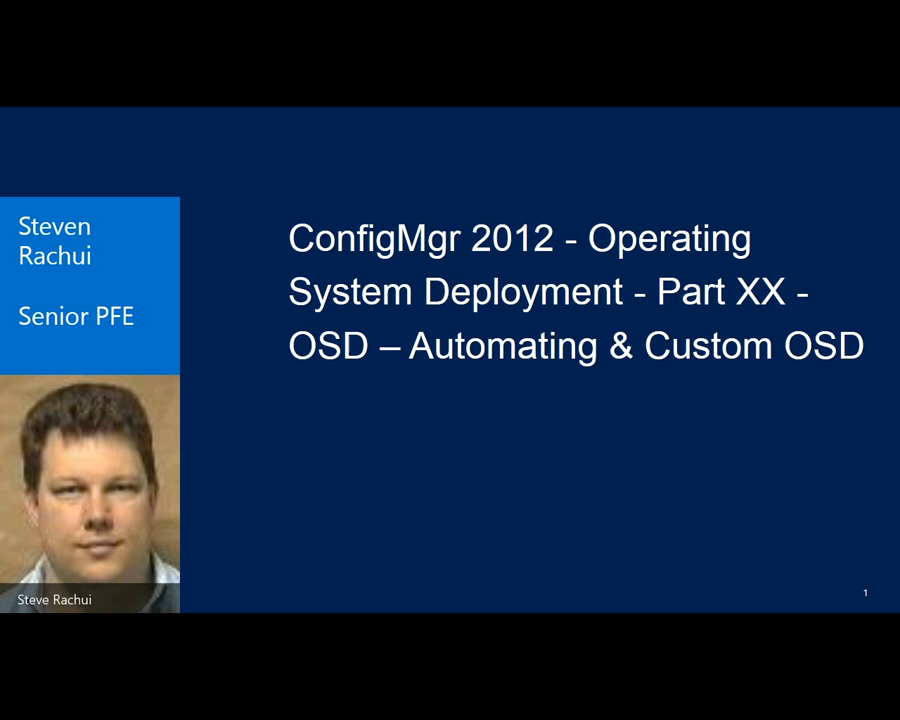 Steven
Rachui
Senior PFE
ConfigMgr 2012 - Operating
System Deployment - Part XX -
OSD – Automating & Custom OSD
Steve Rachui
1